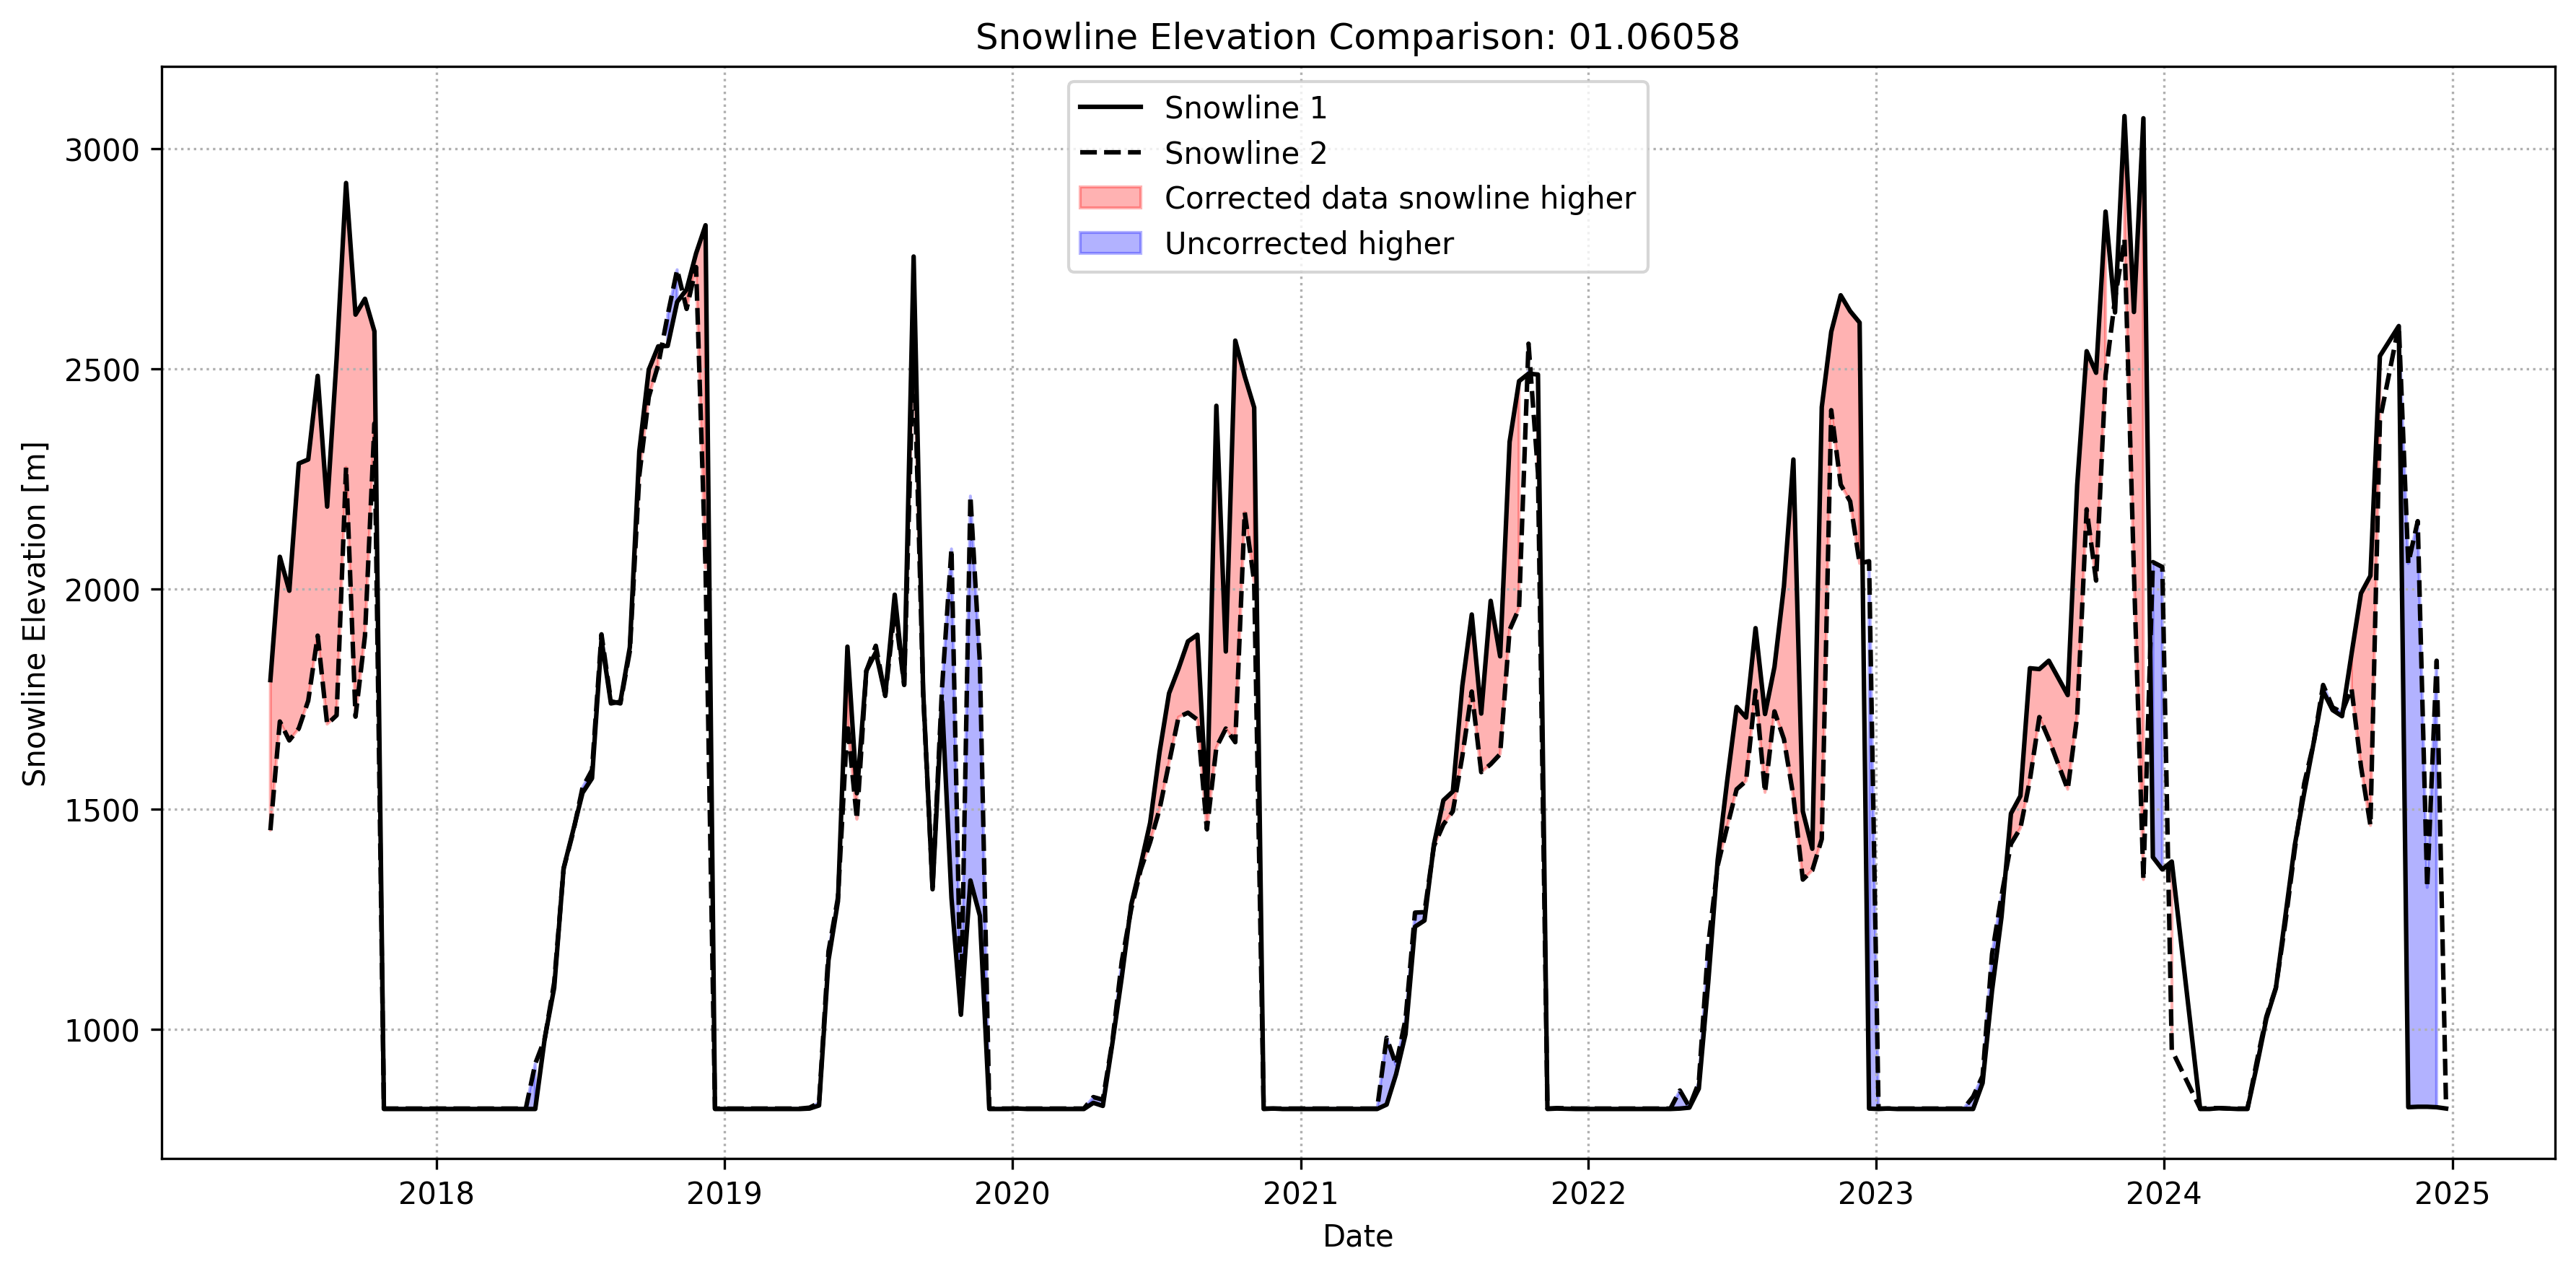 Snowline Elevation Comparison: 01.06058
Snowline 1
Snowline 2
Corrected data snowline higher
Uncorrected higher
Snowline Elevation [m]
3000
2500
2000
1500
1000
2018
2019
2020
2021
2022
2023
2024
2025
Date